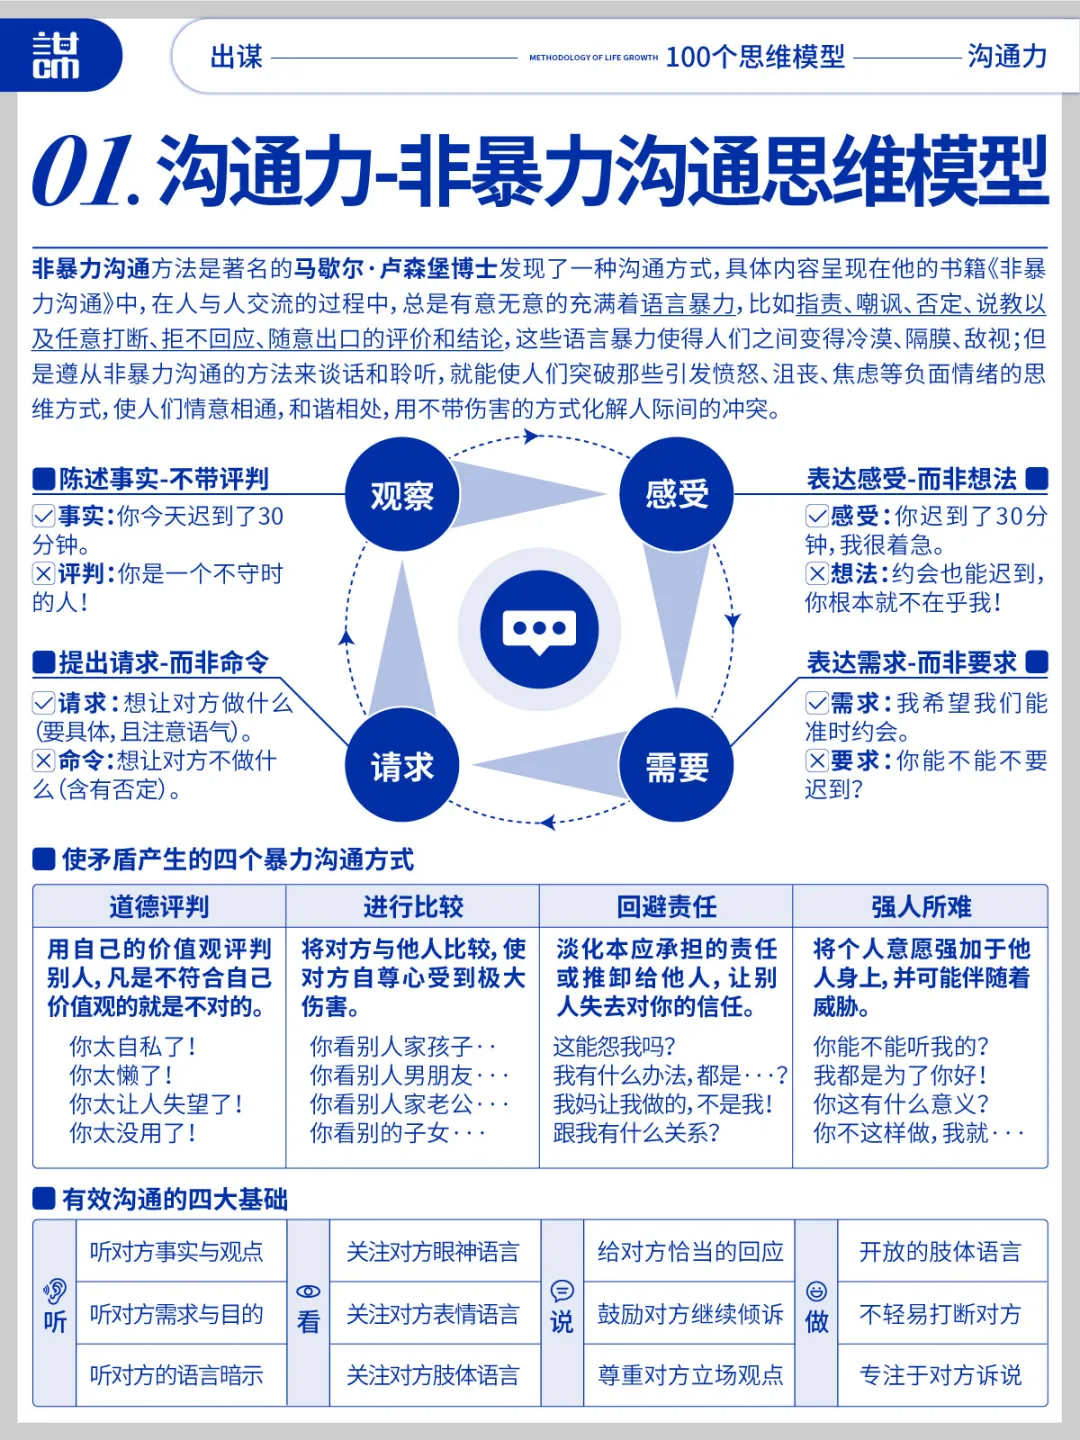 謀
cm
出谋
METHODOLOGY OF LIFE GROWTH
100个思维模型
沟通力
01. 沟通力-非暴力沟通思维模型
非暴力沟通方法是著名的马歇尔·卢森堡博士发现了一种沟通方式，具体内容呈现在他的书籍《非暴
力沟通》中，在人与人交流的过程中，总是有意无意的充满着语言暴力，比如指责、嘲讽、否定、说教以
及任意打断、拒不回应、随意出口的评价和结论，这些语言暴力使得人们之间变得冷漠、隔膜、敌视；但
是遵从非暴力沟通的方法来谈话和聆听，就能使人们突破那些引发愤怒、沮丧、焦虑等负面情绪的思
维方式，使人们情意相通，和谐相处，用不带伤害的方式化解人际间的冲突。
观察
感受
需要
请求
陈述事实-不带评判
事实：你今天迟到了30
分钟。
评判：你是一个不守时
的人！
表达感受-而非想法
感受：你迟到了30分
钟，我很着急。
想法：约会也能迟到，
你根本就不在乎我！
提出请求-而非命令
请求：想让对方做什么
（要具体，且注意语气）。
命令：想让对方不做什
么（含有否定）。
表达需求-而非要求
需求：我希望我们能
准时约会。
要求：你能不能不要
迟到？
使矛盾产生的四个暴力沟通方式
道德评判
用自己的价值观评判
别人，凡是不符合自己
价值观的就是不对的。
你太自私了！
你太懒了！
你太让人失望了！
你太没用了！
进行比较
将对方与他人比较，使
对方自尊心受到极大
伤害。
你看别人家孩子··
你看别人男朋友···
你看别人家老公···
你看别的子女···
回避责任
淡化本应承担的责任
或推卸给他人，让别
人失去对你的信任。
这能怨我吗？
我有什么办法，都是···？
我妈让我做的，不是我！
跟我有什么关系？
强人所难
将个人意愿强加于他
人身上，并可能伴随着
威胁。
你能不能听我的？
我都是为了你好！
你这有什么意义？
你不这样做，我就···
有效沟通的四大基础
听
听对方事实与观点
听对方需求与目的
听对方的语言暗示
看
关注对方眼神语言
关注对方表情语言
关注对方肢体语言
说
给对方恰当的回应
鼓励对方继续倾诉
尊重对方立场观点
做
开放的肢体语言
不轻易打断对方
专注于对方诉说